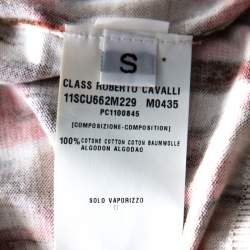 S
CLASS ROBERTO CAVALLI
11SCU662M229 M0435
PC1100845
[COMPOSIZIONE-COMPOSITION]
100% COTONE COTTON COTON BAUMWOLLE
ALGODON ALGODAO
SOLO VAPORIZZO